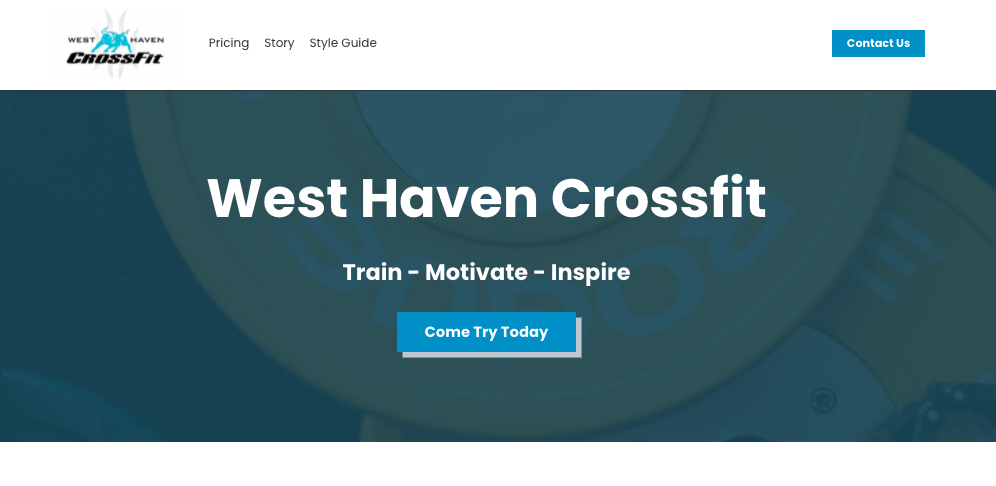 WEST HAVEN
CROSSFIT
Pricing Story Style Guide
Contact Us
West Haven Crossfit
Train - Motivate - Inspire
Come Try Today